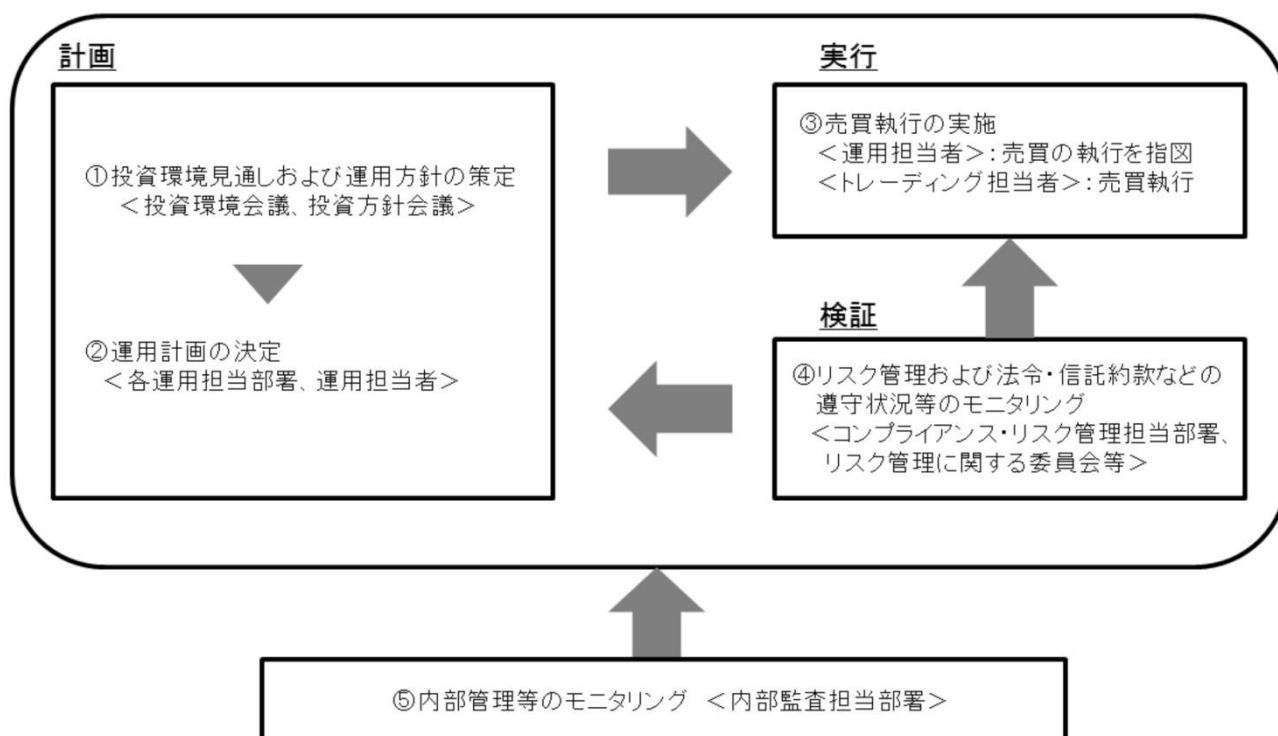 計画
①投資環境見通しおよび運用方針の策定
＜投資環境会議、投資方針会議＞
②運用計画の決定
＜各運用担当部署、運用担当者＞
実行
③売買執行の実施
＜運用担当者＞：売買の執行を指図
＜トレーディング担当者＞：売買執行
検証
④リスク管理および法令・信託約款などの
遵守状況等のモニタリング
＜コンプライアンス・リスク管理担当部署、
リスク管理に関する委員会等＞
⑤内部管理等のモニタリング ＜内部監査担当部署＞